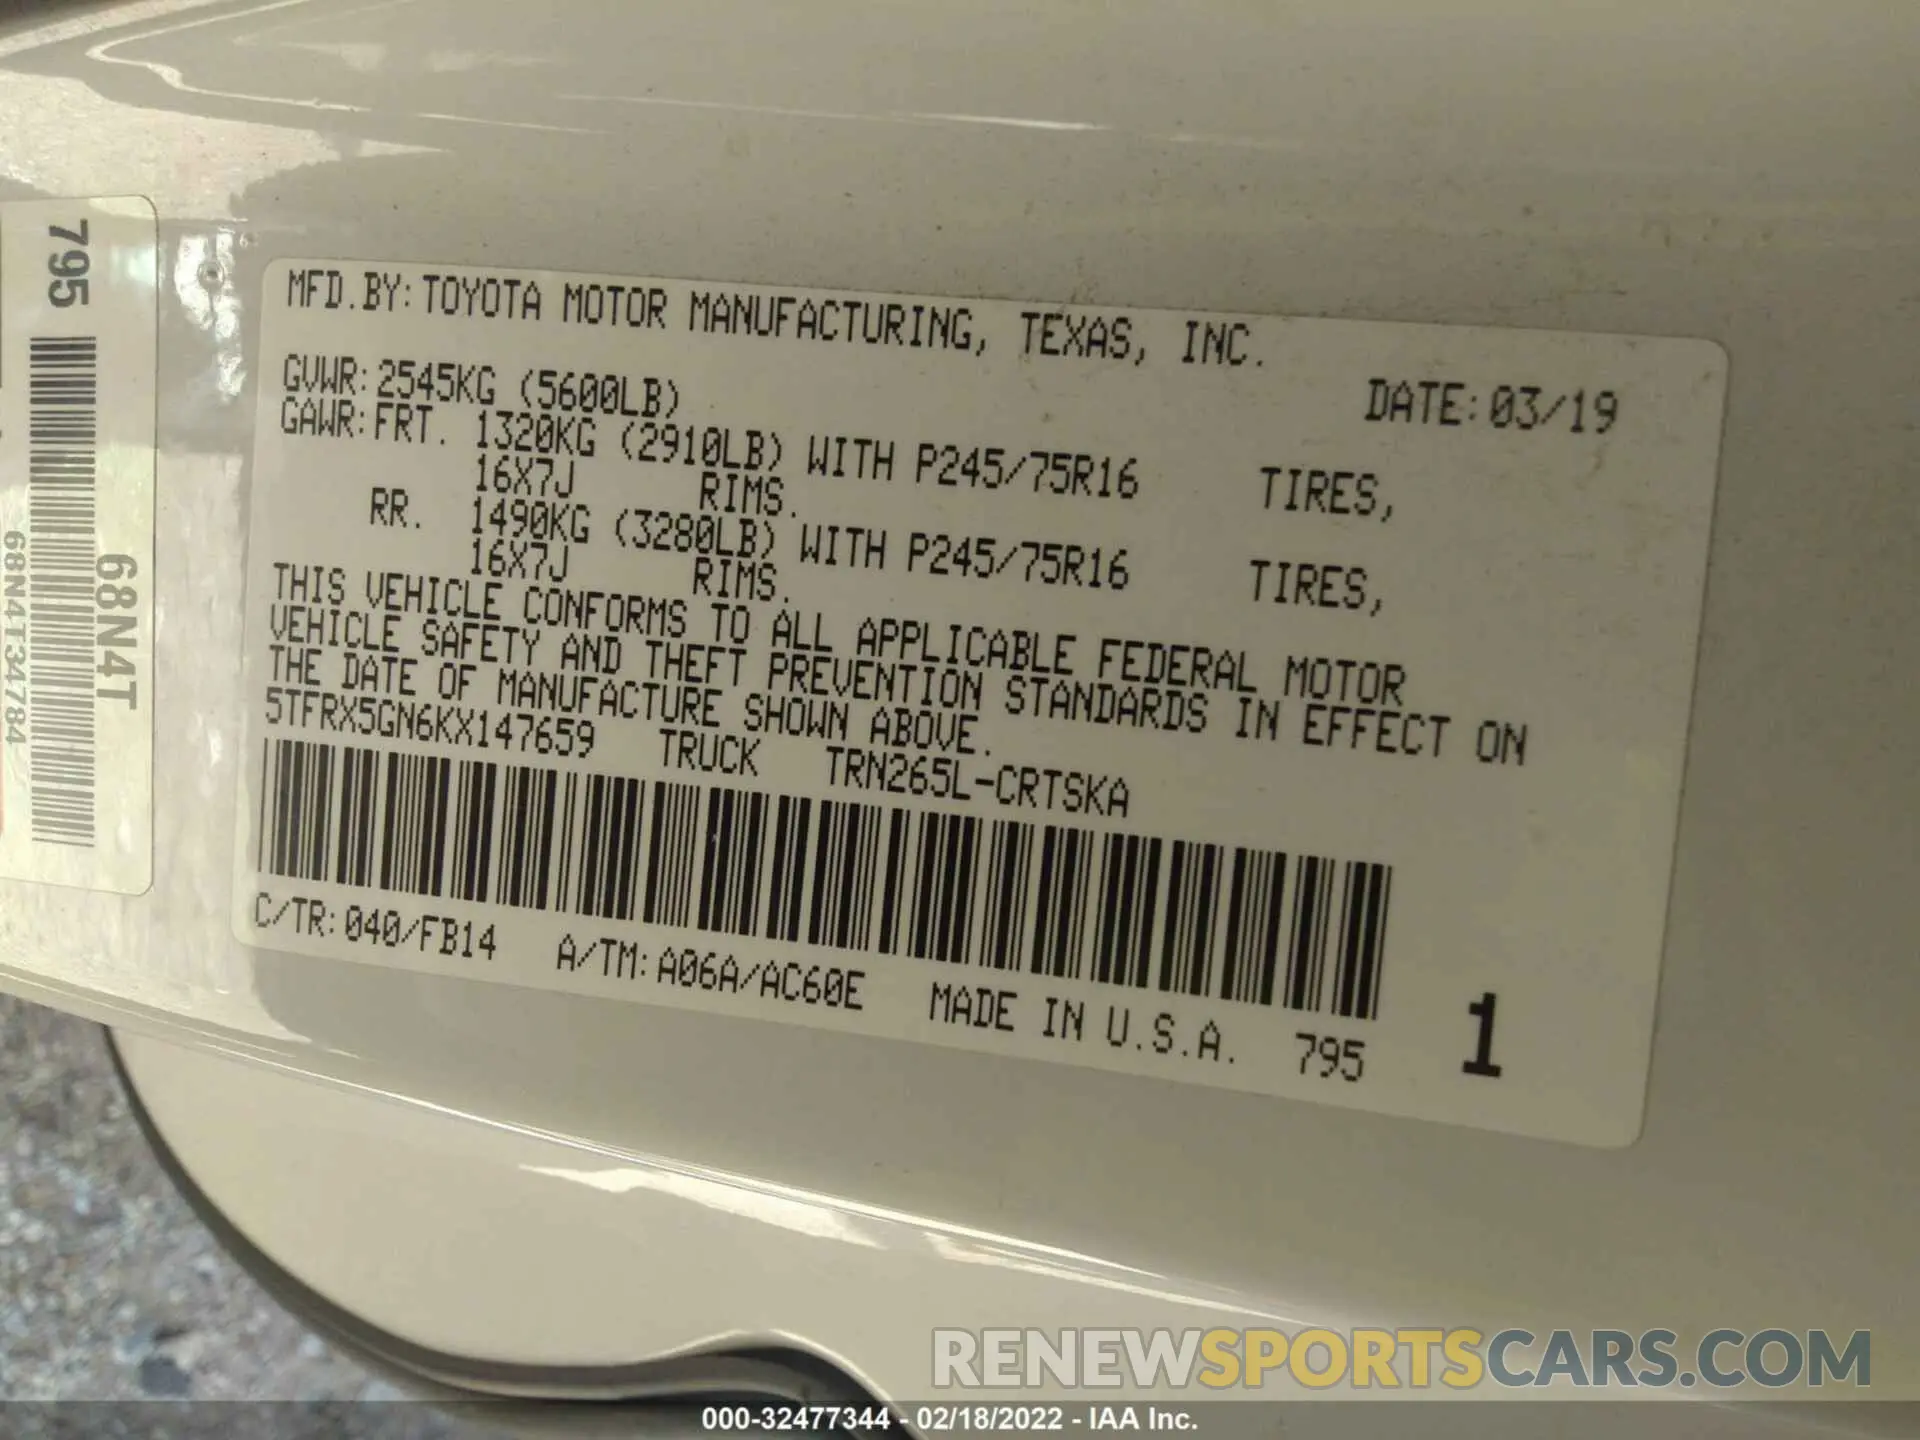 795
68N4T
68N4T34784
MFD.BY:TOYOTA MOTOR MANUFACTURING, TEXAS, INC.
GVWR:2545KG (5600LB) DATE:03/19
GAWR:FRT. 1320KG (2910LB) WITH P245/75R16 TIRES,
16X7J RIMS.
RR. 1490KG (3280LB) WITH P245/75R16 TIRES,
16X7J RIMS.
THIS VEHICLE CONFORMS TO ALL APPLICABLE FEDERAL MOTOR
VEHICLE SAFETY AND THEFT PREVENTION STANDARDS IN EFFECT ON
THE DATE OF MANUFACTURE SHOWN ABOVE.
5TFRX5GN6KX147659 TRUCK TRN265L-CRTSKA
C/TR:040/FB14 A/TM:A06A/AC60E MADE IN U.S.A. 795 1
RENEWSPORTSCARS.COM
000-32477344 - 02/18/2022 - IAA Inc.